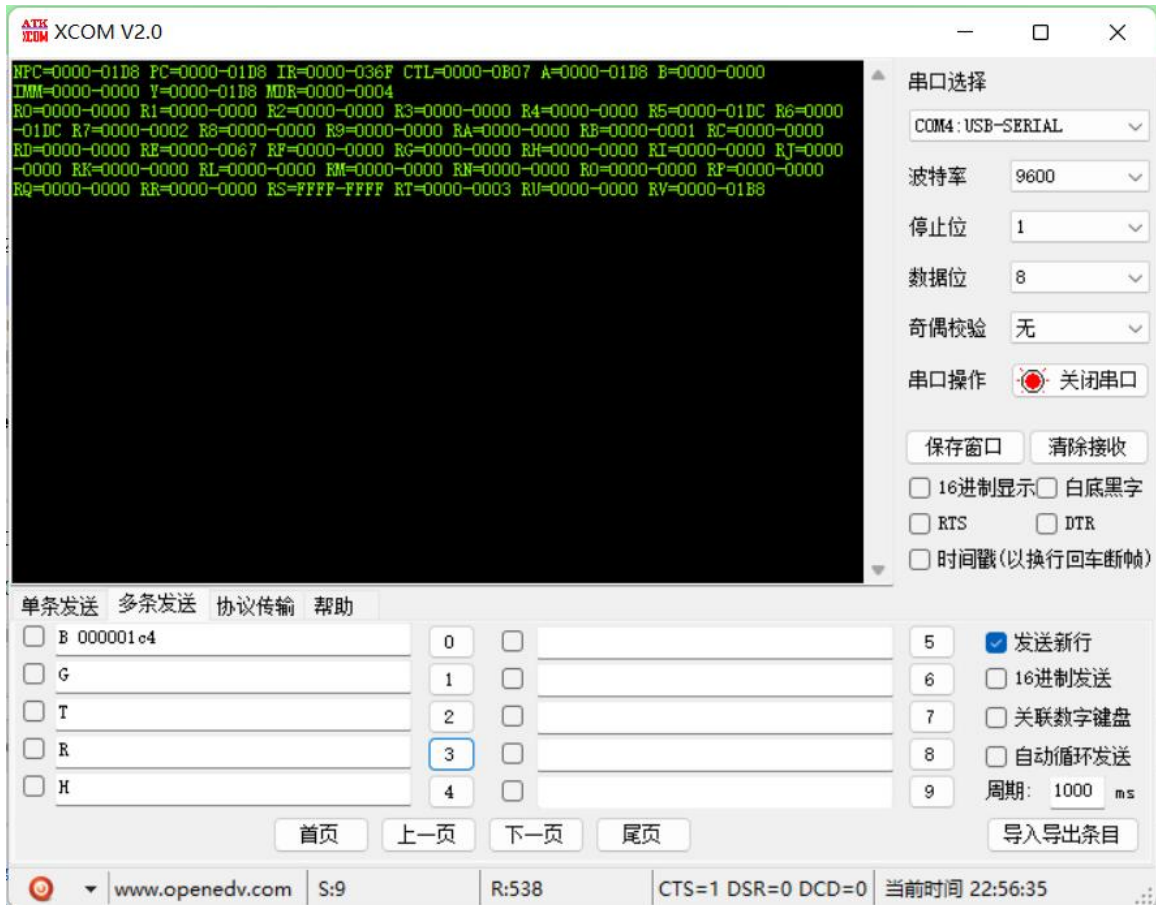 ATK XCOM XCOM V2.0
NPC=0000-01D8 PC=0000-01D8 IR=0000-036F CTL=0000-0B07 A=0000-01D8 B=0000-0000
IMM=0000-0000 Y=0000-01D8 MDR=0000-0004
R0=0000-0000 R1=0000-0000 R2=0000-0000 R3=0000-0000 R4=0000-0000 R5=0000-01DC R6=0000
-01DC R7=0000-0002 R8=0000-0000 R9=0000-0000 RA=0000-0000 RB=0000-0001 RC=0000-0000
RD=0000-0000 RE=0000-0067 RF=0000-0000 RG=0000-0000 RH=0000-0000 RI=0000-0000 RJ=0000
-0000 RK=0000-0000 RL=0000-0000 RM=0000-0000 RN=0000-0000 RO=0000-0000 RP=0000-0000
RQ=0000-0000 RR=0000-0000 RS=FFFF-FFFF RT=0000-0003 RU=0000-0000 RV=0000-01B8
串口选择
COM4:USB-SERIAL
波特率 9600
停止位 1
数据位 8
奇偶校验 无
串口操作 关闭串口
保存窗口 清除接收
16进制显示 白底黑字
RTS DTR
时间戳(以换行回车断帧)
单条发送 多条发送 协议传输 帮助
B 000001c4 0 5 发送新行
G 1 6 16进制发送
T 2 7 关联数字键盘
R 3 8 自动循环发送
H 4 9 周期: 1000 ms
首页 上一页 下一页 尾页 导入导出条目
www.openedv.com S:9 R:538 CTS=1 DSR=0 DCD=0 当前时间 22:56:35